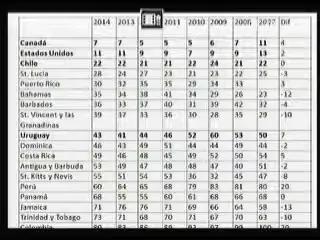 2014 2013 2011 2010 2009 Dif
Canadá 7 7 5 5 5 6 7 11 4
Estados Unidos 11 11 9 9 7 9 9 13 2
Chile 22 22 21 21 22 24 21 22 0
St. Lucia 28 24 27 23 21 23 22 25 -3
Puerto Rico 30 32 35 35 29 34 33 3
Bahamas 35 34 38 41 34 29 26 23 -12
Barbados 36 33 37 40 31 39 42 32 -4
St. Vincent y las 39 37 33 36 30 28 35 29 -10
Granadinas
Uruguay 43 41 44 46 52 60 53 50 7
Dominica 46 43 49 51 44 44 49 44 -2
Costa Rica 49 46 48 45 49 52 50 54 5
Antigua y Barbuda 53 49 47 48 48 47 40 51 -2
St. Kitts y Nevis 55 51 54 53 36 32 45 47 -8
Perú 60 64 65 68 79 83 81 80 20
Panamá 68 55 55 60 61 68 66 68 0
Jamaica 71 76 76 71 69 66 64 58 -13
Trinidad y Tobago 73 71 68 70 71 67 70 63 -10
Colombia